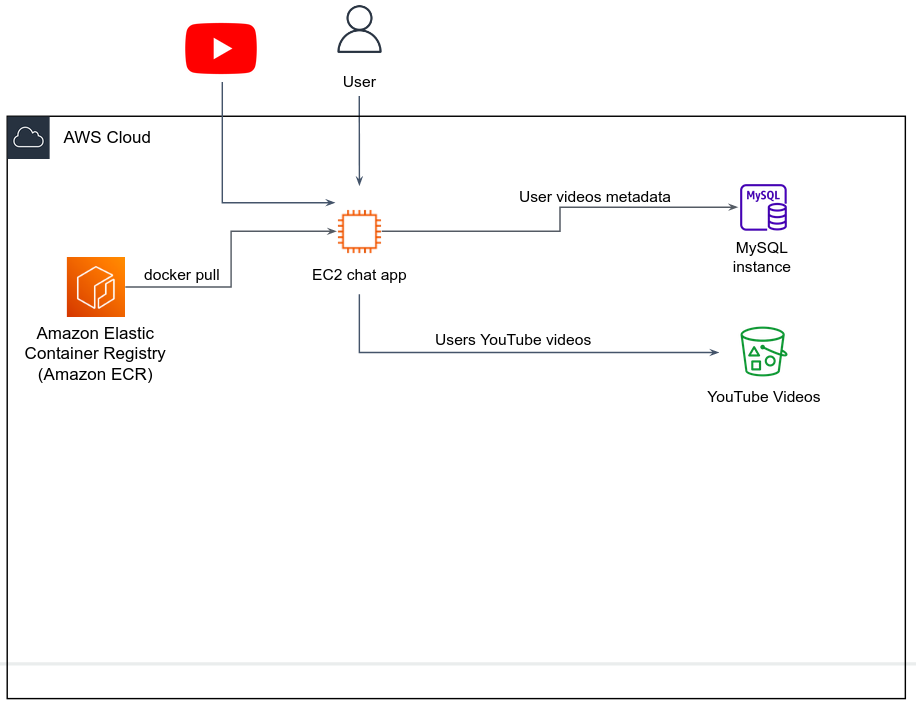 User
AWS Cloud
User videos metadata
MySQL
MySQL
instance
docker pull
EC2 chat app
Amazon Elastic
Container Registry
(Amazon ECR)
Users YouTube videos
YouTube Videos